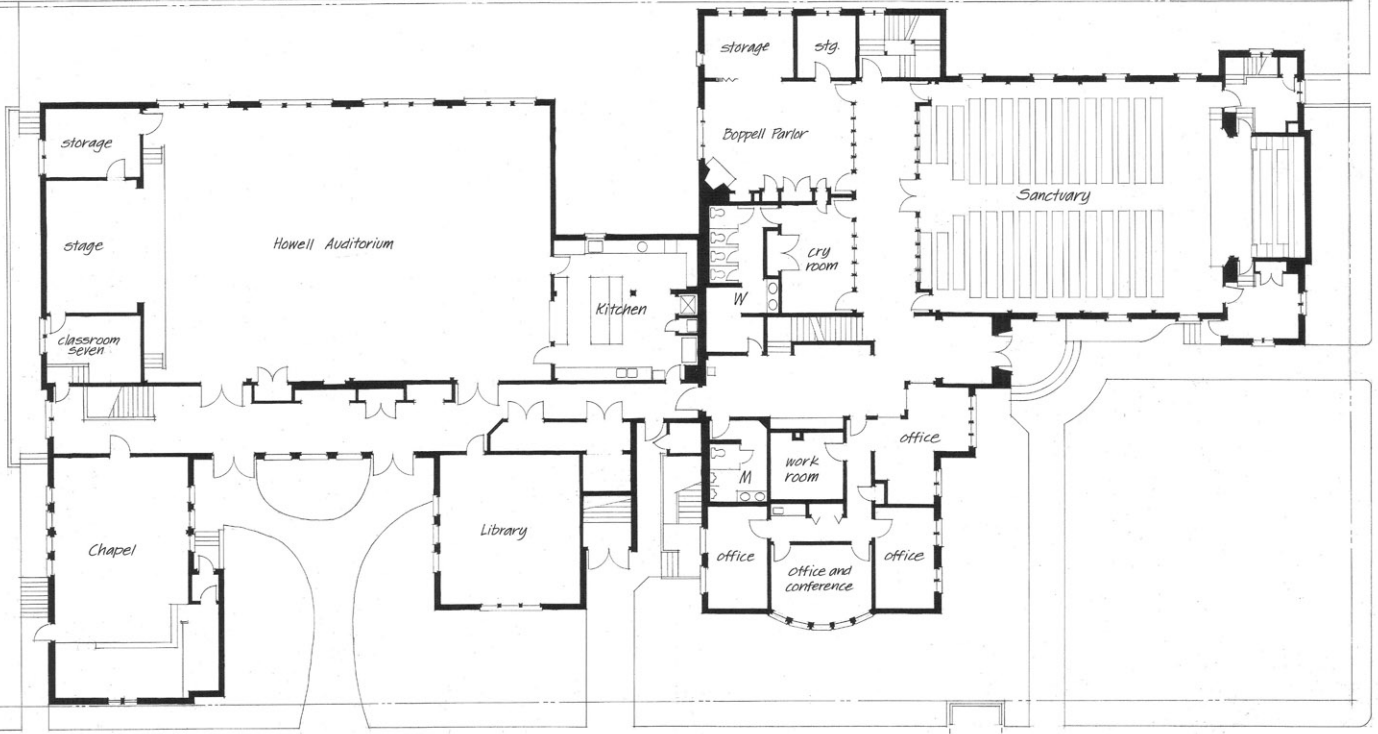 storage
stg.
storage
Boppell Parlor
Sanctuary
stage
Howell Auditorium
cry
room
Kitchen
W
classroom
seven
office
work
room
M
Chapel
Library
office
office and
conference
office